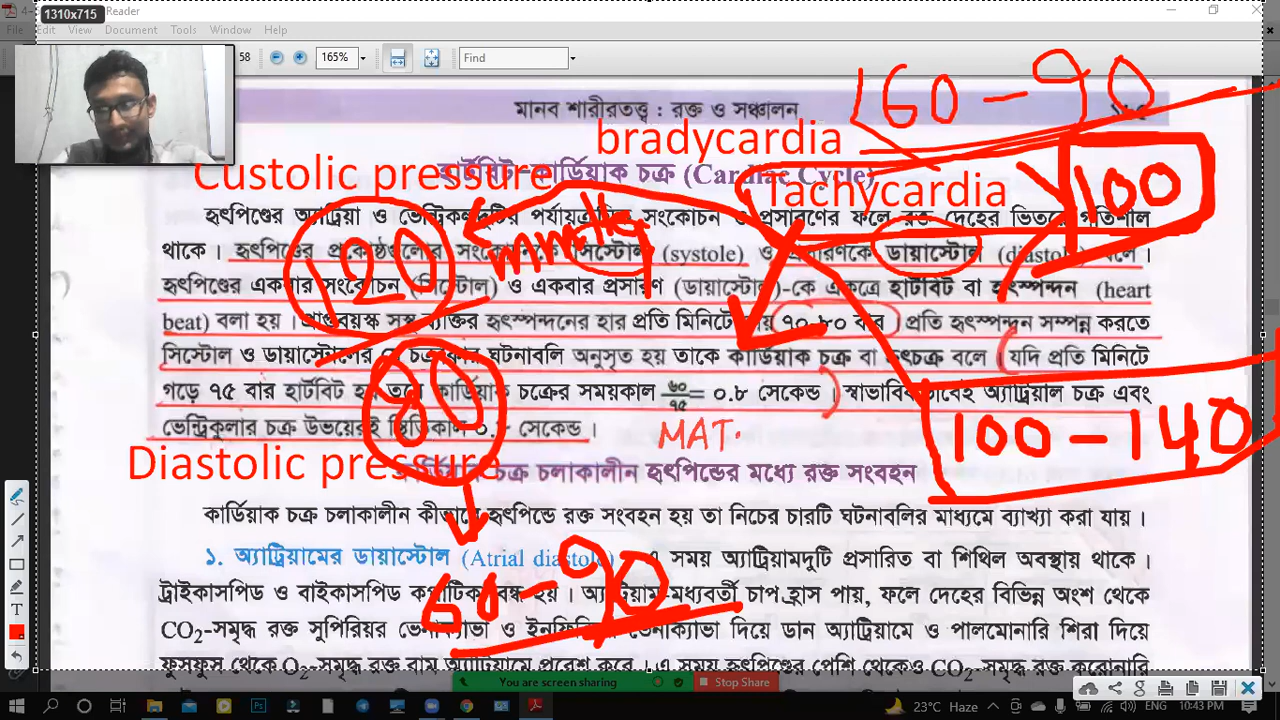 1310x715
Reader
File Edit View Document Tools Window Help
58 165% Find
মানব শারীরতত্ত্ব : রক্ত ও সঞ্চালন
160-90
bradycardia
Custolic pressure
হার্টবিট-কার্ডিয়াক চক্র (Cardiac Cycle)
Tachycardia
100
হৃৎপিণ্ডের অ্যাট্রিয়া ও ভেন্ট্রিকল দুটির পর্যায়ক্রমিক সংকোচন ও প্রসারণের ফলে রক্ত দেহের ভিতরে গতিশীল
থাকে। হৃৎপিণ্ডের প্রকোষ্ঠগুলোর সংকোচনকে সিস্টোল (systole) ও প্রসারণকে ডায়াস্টোল (diastole) বলে।
mmHg
120
হৃৎপিণ্ডের একবার সংকোচন (সিস্টোল) ও একবার প্রসারণ (ডায়াস্টোল)-কে একত্রে হার্টবিট বা হৃৎস্পন্দন (heart
beat) বলা হয়। প্রাপ্তবয়স্ক সুস্থ ব্যক্তির হৃৎস্পন্দনের হার প্রতি মিনিটে প্রায় ৭০-৮০ বার। প্রতি হৃৎস্পন্দন সম্পন্ন করতে
সিস্টোল ও ডায়াস্টোলের যে চক্রাকার ঘটনাবলি অনুসৃত হয় তাকে কার্ডিয়াক চক্র বা হৃৎচক্র বলে। যদি প্রতি মিনিটে
গড়ে ৭৫ বার হার্টবিট হয় তবে কার্ডিয়াক চক্রের সময়কাল ৬০/৭৫ = ০.৮ সেকেন্ড। স্বাভাবিকভাবেই অ্যাট্রিয়াল চক্র এবং
80
ভেন্ট্রিকুলার চক্র উভয়েরই স্থিতিকাল ০.৮ সেকেন্ড।
MAT.
100-140
Diastolic pressure
কার্ডিয়াক চক্র চলাকালীন হৃৎপিন্ডের মধ্যে রক্ত সংবহন
কার্ডিয়াক চক্র চলাকালীন কীভাবে হৃৎপিন্ডে রক্ত সংবহন হয় তা নিচের চারটি ঘটনাবলির মাধ্যমে ব্যাখ্যা করা যায়।
১. অ্যাট্রিয়ামের ডায়াস্টোল (Atrial diastole) এ সময় অ্যাট্রিয়ামদুটি প্রসারিত বা শিথিল অবস্থায় থাকে।
60-90
ট্রাইকাসপিড ও বাইকাসপিড কপাটিকা বন্ধ হয়। অ্যাট্রিয়াম-মধ্যবর্তী চাপ হ্রাস পায়, ফলে দেহের বিভিন্ন অংশ থেকে
CO2-সমৃদ্ধ রক্ত সুপিরিয়র ভেনাক্যাভা ও ইনফিরিয়র ভেনাক্যাভা দিয়ে ডান অ্যাট্রিয়ামে ও পালমোনারি শিরা দিয়ে
ফুসফুস থেকে O2-সমৃদ্ধ রক্ত বাম অ্যাট্রিয়ামে প্রবেশ করে। এ সময় হৃৎপিণ্ডের পেশি থেকেও CO2-সমৃদ্ধ রক্ত করোনারি
You are screen sharing Stop Share
23°C Haze ENG 10:43 PM